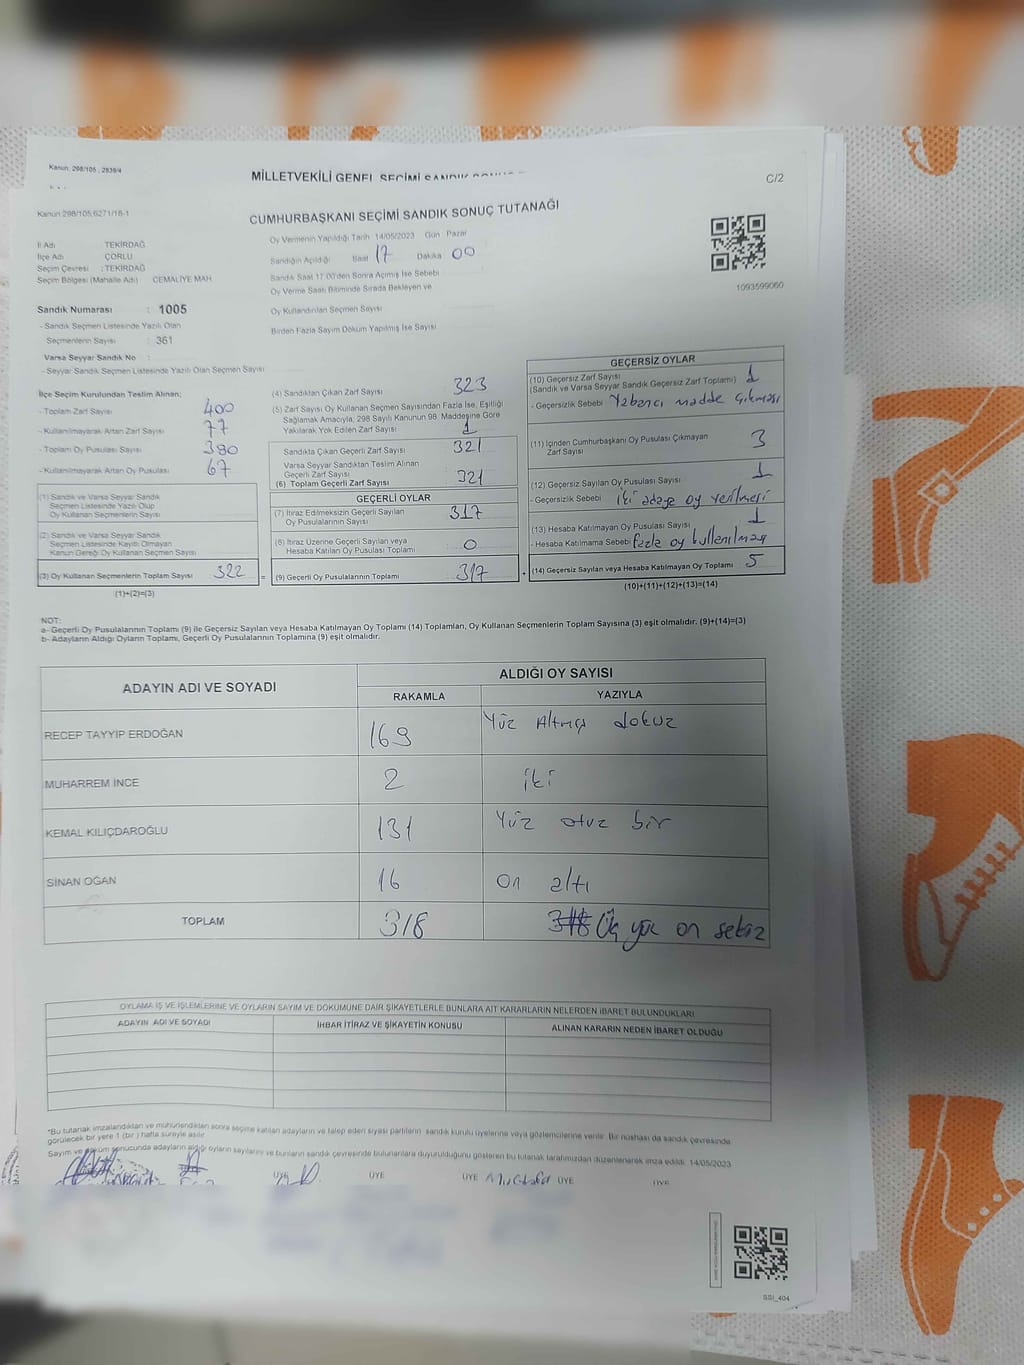 Kanun, 298/105, 2839/4
MİLLETVEKİLİ GENEL SEÇİMİ SANDIK
C/2
Kanun 298/105,6271/18-1
CUMHURBAŞKANI SEÇİMİ SANDIK SONUÇ TUTANAĞI
İl Adı : TEKİRDAĞ
İlçe Adı : ÇORLU
Seçim Çevresi : TEKİRDAĞ
Seçim Bölgesi (Mahalle Adı) CEMALİYE MAH
Oy Vermenin Yapıldığı Tarih 14/05/2023 Gün Pazar
Sandığın Açıldığı Saat 17 Dakika 00
Sandık Saat 17 00'den Sonra Açılmış İse Sebebi
Oy Verme Saati Bitiminde Sırada Bekleyen ve
Oy Kullandırılan Seçmen Sayısı
Birden Fazla Sayım Döküm Yapılmış İse Sayısı
1093599060
Sandık Numarası : 1005
- Sandık Seçmen Listesinde Yazılı Olan
Seçmenlerin Sayısı : 361
Varsa Seyyar Sandık No :
- Seyyar Sandık Seçmen Listesinde Yazılı Olan Seçmen Sayısı
İlçe Seçim Kurulundan Teslim Alınan;
- Toplam Zarf Sayısı 400
- Kullanılmayarak Artan Zarf Sayısı 77
- Toplam Oy Pusulası Sayısı 390
- Kullanılmayarak Artan Oy Pusulası 67
(1) Sandık ve Varsa Seyyar Sandık
Seçmen Listesinde Yazılı Olup
Oy Kullanan Seçmenlerin Sayısı
(2) Sandık ve Varsa Seyyar Sandık
Seçmen Listesinde Kayıtlı Olmayan
Kanun Gereği Oy Kullanan Seçmen Sayısı
(3) Oy Kullanan Seçmenlerin Toplam Sayısı 322 =
(1)+(2)=(3)
(4) Sandıktan Çıkan Zarf Sayısı 323
(5) Zarf Sayısı Oy Kullanan Seçmen Sayısından Fazla İse, Eşitliği
Sağlamak Amacıyla; 298 Sayılı Kanunun 98. Maddesine Göre
Yakılarak Yok Edilen Zarf Sayısı 1
Sandıkta Çıkan Geçerli Zarf Sayısı 321
Varsa Seyyar Sandıktan Teslim Alınan
Geçerli Zarf Sayısı
(6) Toplam Geçerli Zarf Sayısı 321
GEÇERLİ OYLAR
(7) İtiraz Edilmeksizin Geçerli Sayılan
Oy Pusulalarının Sayısı 317
(8) İtiraz Üzerine Geçerli Sayılan veya
Hesaba Katılan Oy Pusulası Toplamı 0
(9) Geçerli Oy Pusulalarının Toplamı 317 +
GEÇERSİZ OYLAR
(10) Geçersiz Zarf Sayısı 1
(Sandık ve Varsa Seyyar Sandık Geçersiz Zarf Toplamı)
- Geçersizlik Sebebi Yabancı madde çıkması
(11) İçinden Cumhurbaşkanı Oy Pusulası Çıkmayan
Zarf Sayısı 3
(12) Geçersiz Sayılan Oy Pusulası Sayısı 1
- Geçersizlik Sebebi iki adaya oy verilmesi
(13) Hesaba Katılmayan Oy Pusulası Sayısı 1
- Hesaba Katılmama Sebebi fazla oy kullanılması
(14) Geçersiz Sayılan veya Hesaba Katılmayan Oy Toplamı 5
(10)+(11)+(12)+(13)=(14)
NOT:
a- Geçerli Oy Pusulalarının Toplamı (9) ile Geçersiz Sayılan veya Hesaba Katılmayan Oy Toplamı (14) Toplamları, Oy Kullanan Seçmenlerin Toplam Sayısına (3) eşit olmalıdır. (9)+(14)=(3)
b- Adayların Aldığı Oyların Toplamı, Geçerli Oy Pusulalarının Toplamına (9) eşit olmalıdır.
ADAYIN ADI VE SOYADI
ALDIĞI OY SAYISI
RAKAMLA YAZIYLA
RECEP TAYYİP ERDOĞAN 169 Yüz Altmış dokuz
MUHARREM İNCE 2 iki
KEMAL KILIÇDAROĞLU 131 Yüz otuz bir
SİNAN OĞAN 16 On altı
TOPLAM 318 318 Üç yüz on sekiz
OYLAMA İŞ VE İŞLEMLERİNE VE OYLARIN SAYIM VE DÖKÜMÜNE DAİR ŞİKAYETLERLE BUNLARA AİT KARARLARIN NELERDEN İBARET BULUNDUKLARI
ADAYIN ADI VE SOYADI İHBAR İTİRAZ VE ŞİKAYETİN KONUSU ALINAN KARARIN NEDEN İBARET OLDUĞU
*Bu tutanak imzalandıktan ve mühürlendikten sonra seçime katılan adayların ve talep eden siyasi partilerin sandık kurulu üyelerine veya gözlemcilerine verilir. Bir nüshası da sandık çevresinde
görülecek bir yere 1 (bir) hafta süreyle asılır
Sayım ve döküm sonucunda adayların aldığı oyların sayılarını ve bunların sandık çevresinde bulunanlara duyurulduğunu gösteren bu tutanak tarafımızdan düzenlenerek imza edildi. 14/05/2023
ÜYE ÜYE ÜYE Mustafa ÜYE ÜYE
SSI_404